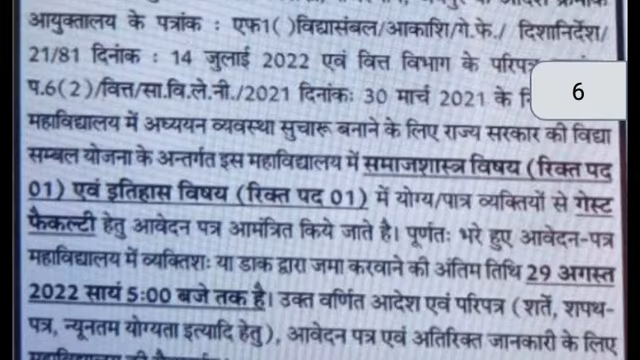 आयुक्तालय के पत्रांक : एफ1( )विद्यासंबल/आकाशि/गे.फे./ दिशानिर्देश/
21/81 दिनांक : 14 जुलाई 2022 एवं वित्त विभाग के
प.6(2)/वित्त/सा.वि.ले.नी./2021 दिनांकः 30 मार्च 2021 के
6
महाविद्यालय में अध्ययन व्यवस्था सुचारू बनाने के लिए राज्य सरकार की विद्या
सम्बल योजना के अन्तर्गत इस महाविद्यालय में समाजशास्त्र विषय (रिक्त पद
01) एवं इतिहास विषय (रिक्त पद 01) में योग्य/पात्र व्यक्तियों से गेस्ट
फैकल्टी हेतु आवेदन पत्र आमंत्रित किये जाते है। पूर्णतः भरे हुए आवेदन-पत्र
महाविद्यालय में व्यक्तिशः या डाक द्वारा जमा करवाने की अंतिम तिथि 29 अगस्त
2022 सायं 5:00 बजे तक है। उक्त वर्णित आदेश एवं परिपत्र (शर्ते, शपथ-
पत्र, न्यूनतम योग्यता इत्यादि हेतु), आवेदन पत्र एवं अतिरिक्त जानकारी के लिए